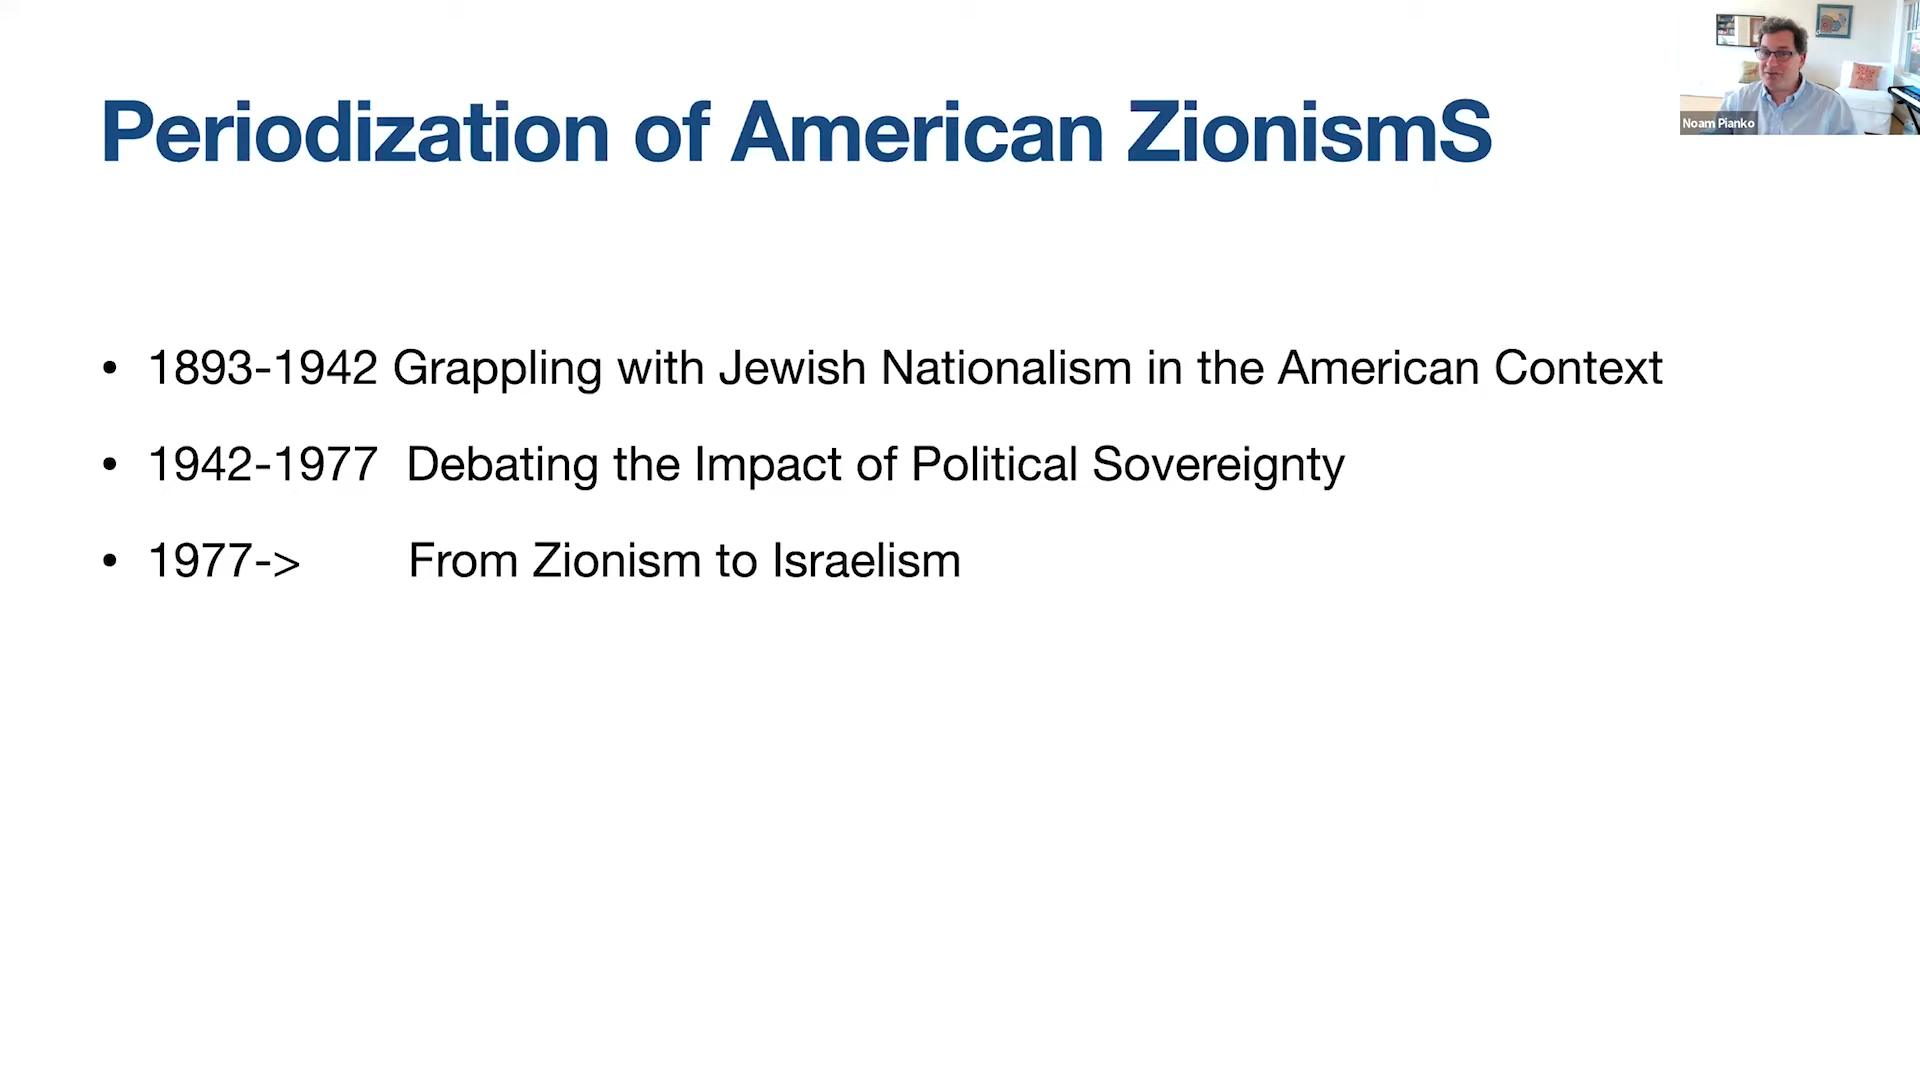 Periodization of American ZionismS
Noam Pianko
• 1893-1942 Grappling with Jewish Nationalism in the American Context
• 1942-1977 Debating the Impact of Political Sovereignty
• 1977-> From Zionism to Israelism